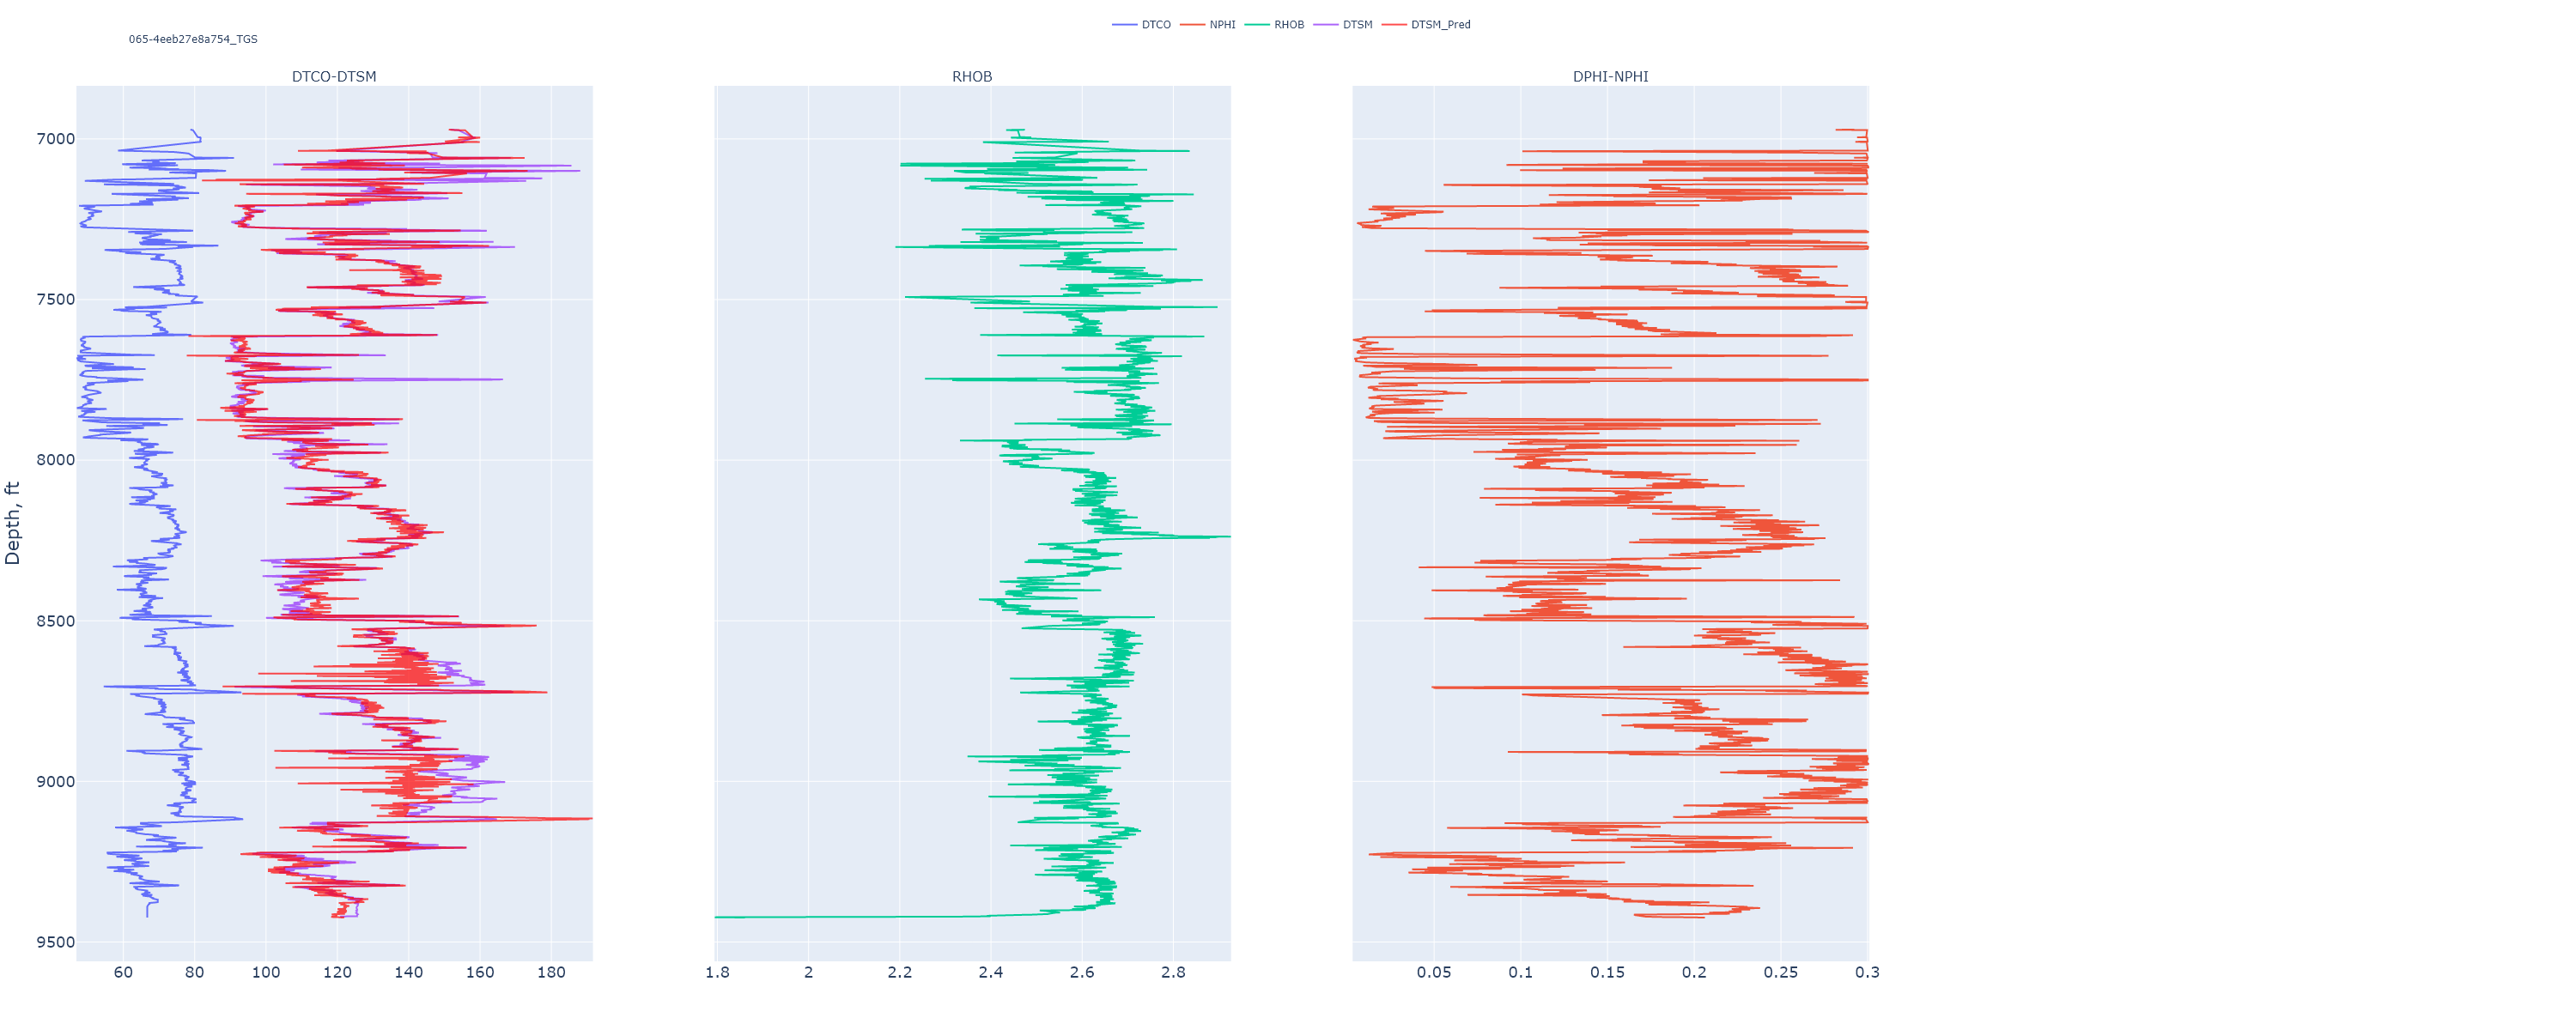 DTCO NPHI RHOB DTSM DTSM_Pred
065-4eeb27e8a754_TGS
DTCO-DTSM RHOB DPHI-NPHI
7000
7500
8000
8500
9000
9500
Depth, ft
60 80 100 120 140 160 180
1.8 2 2.2 2.4 2.6 2.8
0.05 0.1 0.15 0.2 0.25 0.3